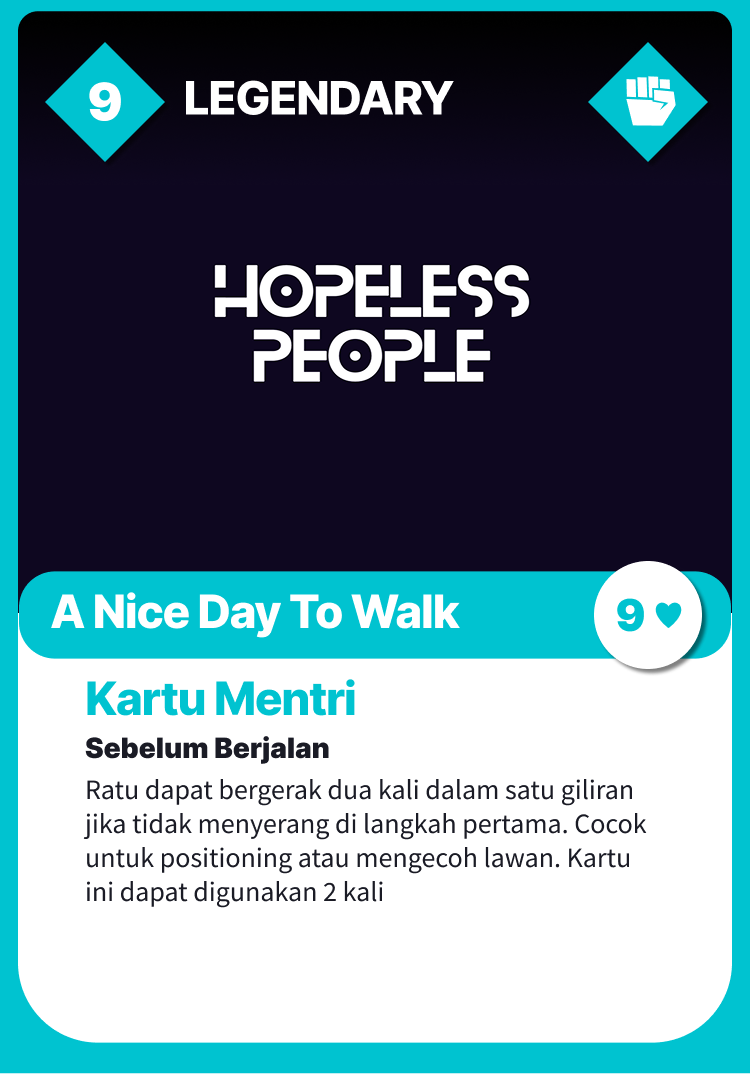 9 LEGENDARY
HOPELESS
PEOPLE
A Nice Day To Walk 9
Kartu Mentri
Sebelum Berjalan
Ratu dapat bergerak dua kali dalam satu giliran
jika tidak menyerang di langkah pertama. Cocok
untuk positioning atau mengecoh lawan. Kartu
ini dapat digunakan 2 kali